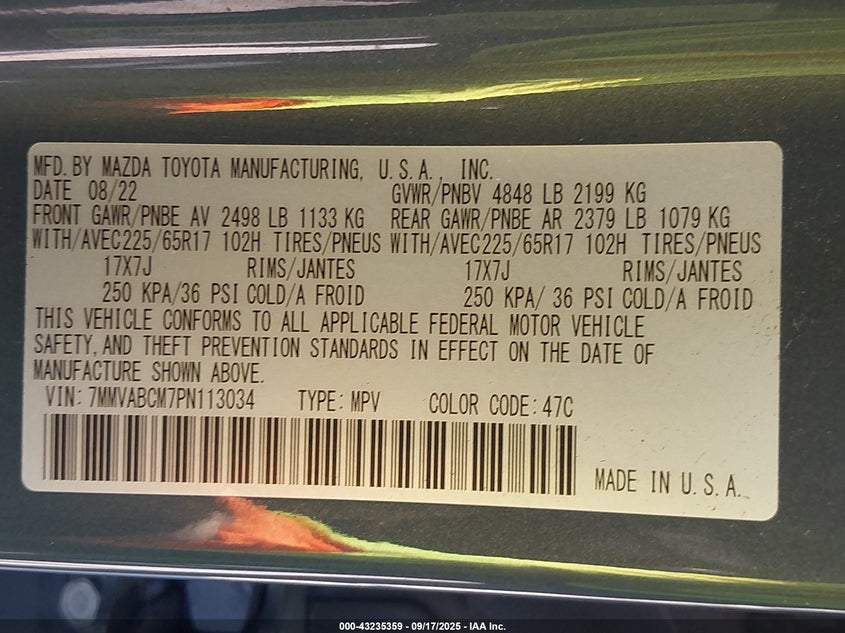 MFD. BY MAZDA TOYOTA MANUFACTURING, U.S.A., INC.
DATE 08/22 GVWR/PNBV 4848 LB 2199 KG
FRONT GAWR/PNBE AV 2498 LB 1133 KG REAR GAWR/PNBE AR 2379 LB 1079 KG
WITH/AVEC225/65R17 102H TIRES/PNEUS WITH/AVEC225/65R17 102H TIRES/PNEUS
17X7J RIMS/JANTES 17X7J RIMS/JANTES
250 KPA/36 PSI COLD/A FROID 250 KPA/ 36 PSI COLD/A FROID
THIS VEHICLE CONFORMS TO ALL APPLICABLE FEDERAL MOTOR VEHICLE
SAFETY, AND THEFT PREVENTION STANDARDS IN EFFECT ON THE DATE OF
MANUFACTURE SHOWN ABOVE.
VIN: 7MMVABCM7PN113034 TYPE: MPV COLOR CODE: 47C
MADE IN U.S.A.
000-43235359 - 09/17/2025 - IAA Inc.